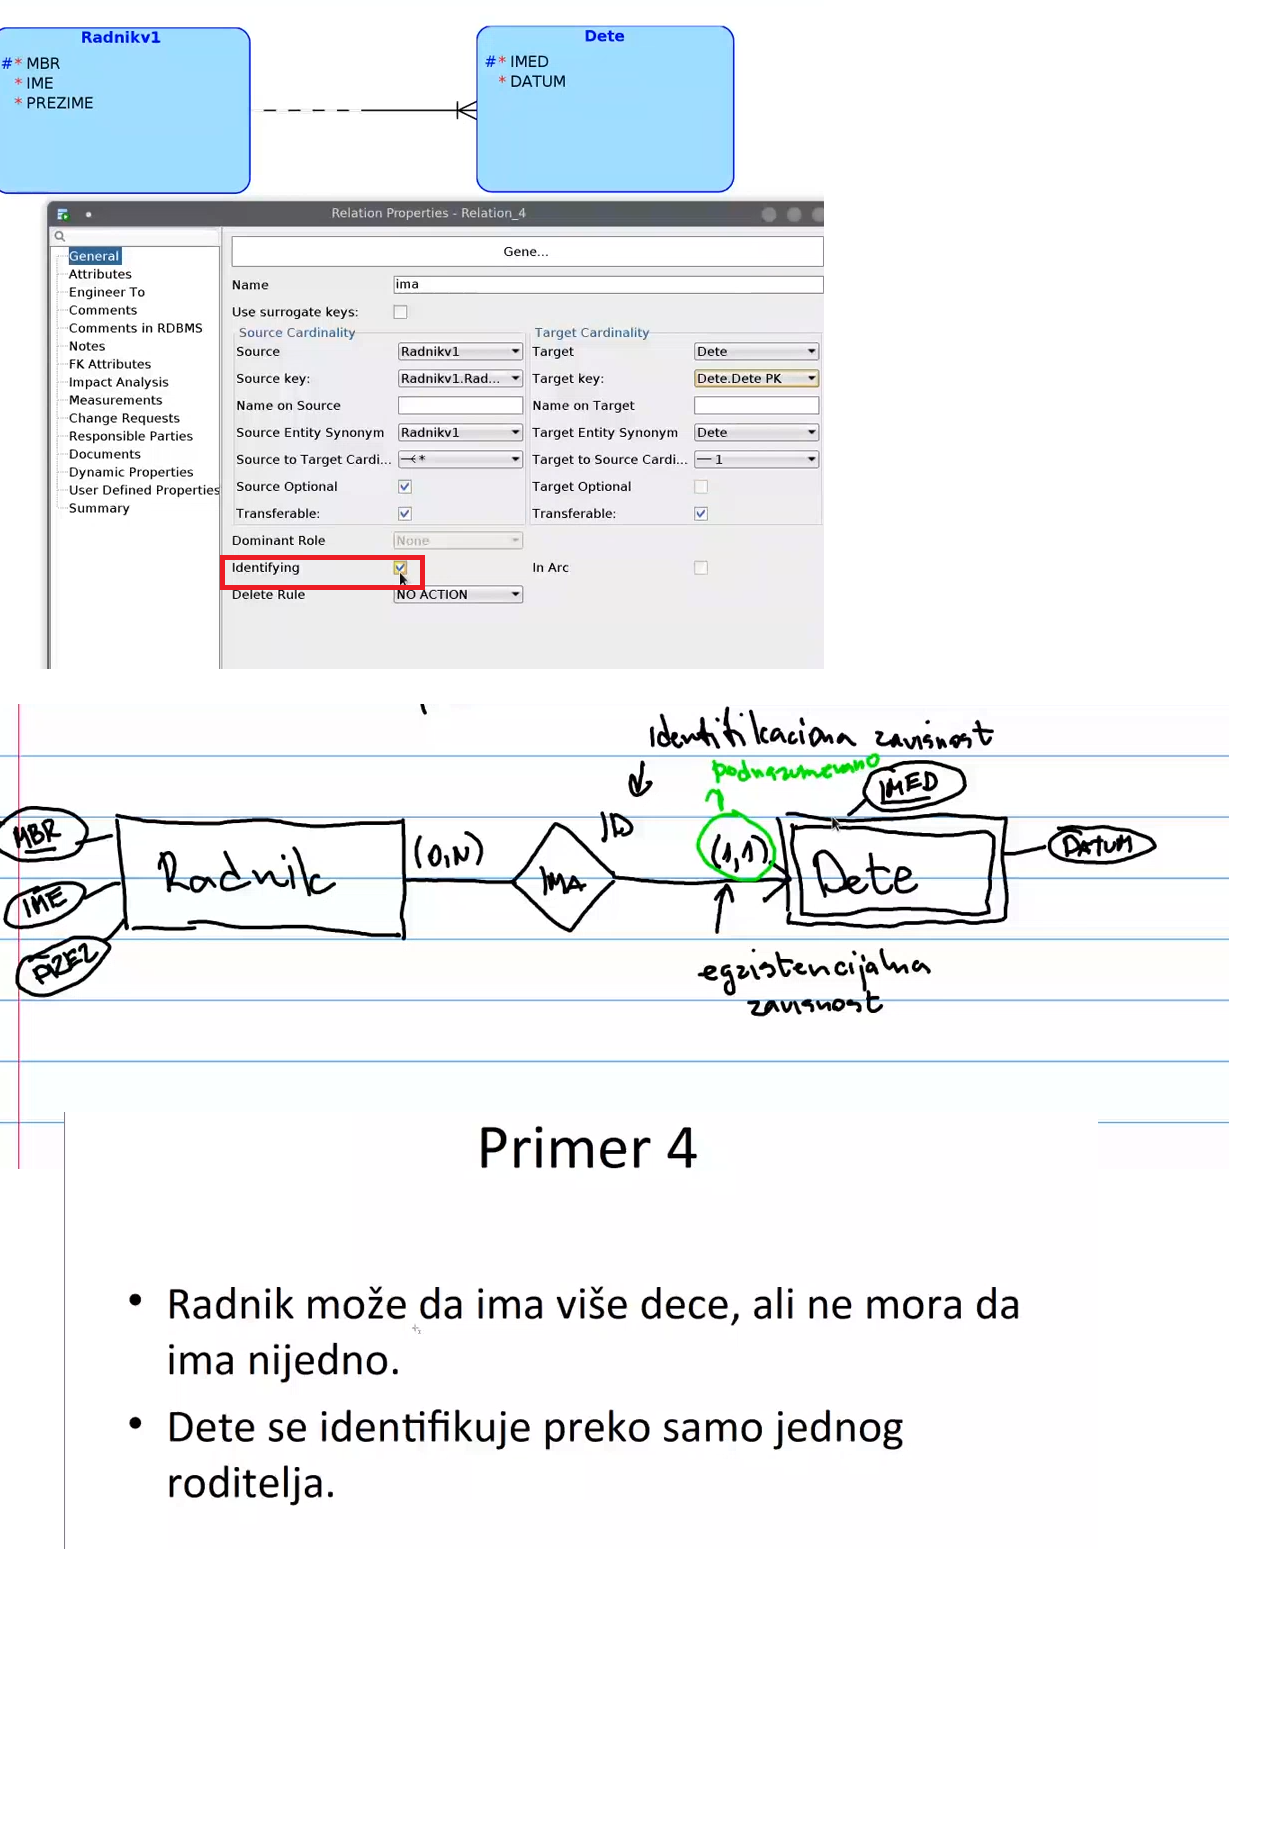 Radnikv1
#* MBR
* IME
* PREZIME
Dete
#* IMED
* DATUM
Relation Properties - Relation_4
General
Attributes
Engineer To
Comments
Comments in RDBMS
Notes
FK Attributes
Impact Analysis
Measurements
Change Requests
Responsible Parties
Documents
Dynamic Properties
User Defined Properties
Summary
Gene...
Name ima
Use surrogate keys:
Source Cardinality Target Cardinality
Source Radnikv1 Target Dete
Source key: Radnikv1.Rad... Target key: Dete.Dete PK
Name on Source Name on Target
Source Entity Synonym Radnikv1 Target Entity Synonym Dete
Source to Target Cardi... * Target to Source Cardi... 1
Source Optional Target Optional
Transferable: Transferable:
Dominant Role None
Identifying In Arc
Delete Rule NO ACTION
identifikaciona zavisnost
podrazumevano
IMED
MBR
IME
PREZ
Radnik
(0,N)
IMA
ID
(1,1)
Dete
DATUM
egzistencijalna
zavisnost
Primer 4
• Radnik može da ima više dece, ali ne mora da
ima nijedno.
• Dete se identifikuje preko samo jednog
roditelja.